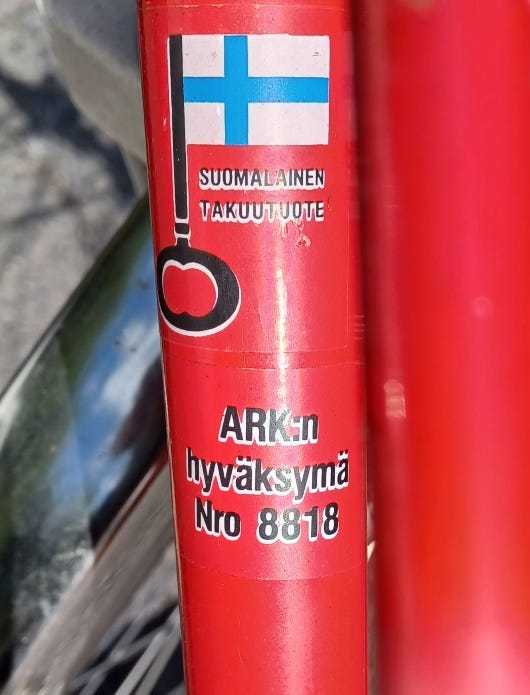 SUOMALAINEN
TAKUUTUOTE
ARK:n
hyväksymä
Nro 8818